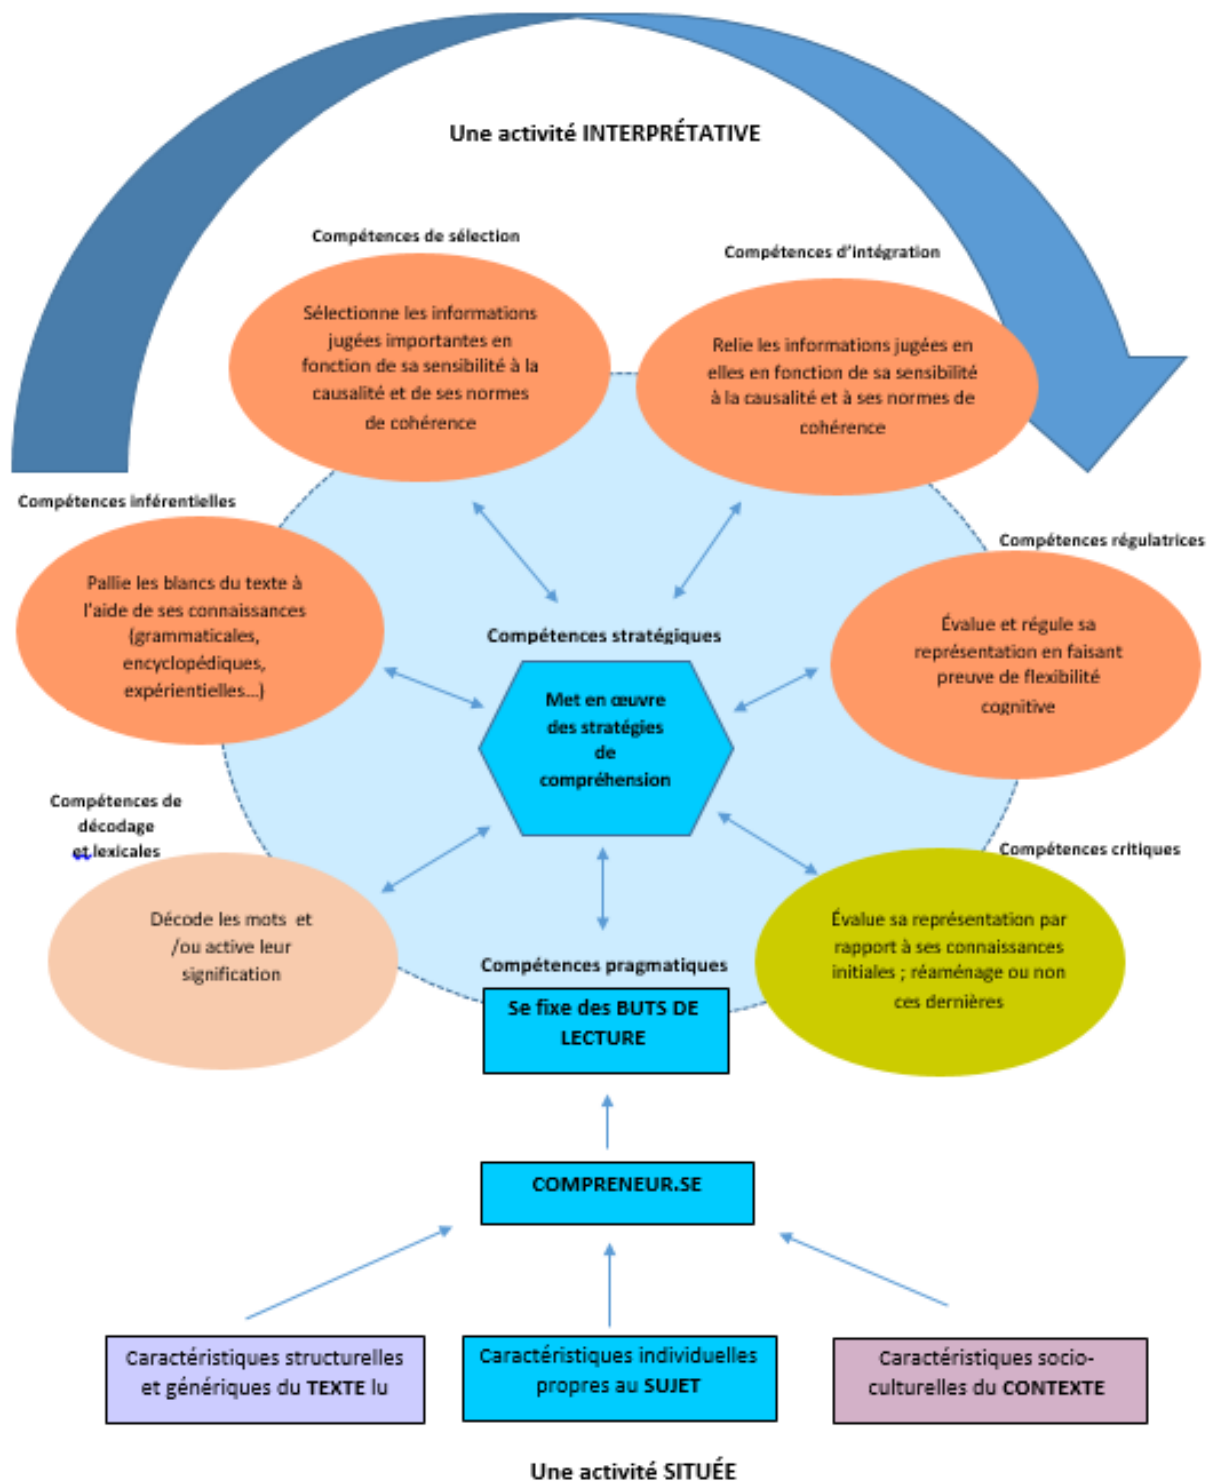 Une activité INTERPRÉTATIVE
Compétences de sélection
Sélectionne les informations
jugées importantes en
fonction de sa sensibilité à la
causalité et de ses normes
de cohérence
Compétences d'intégration
Relie les informations jugées en
elles en fonction de sa sensibilité
à la causalité et à ses normes de
cohérence
Compétences inférentielles
Pallie les blancs du texte à
l'aide de ses connaissances
(grammaticales,
encyclopédiques,
expérientielles...)
Compétences régulatrices
Évalue et régule sa
représentation en faisant
preuve de flexibilité
cognitive
Compétences stratégiques
Met en œuvre
des stratégies
de
compréhension
Compétences de
décodage
et lexicales
Décode les mots et
/ou active leur
signification
Compétences critiques
Évalue sa représentation par
rapport à ses connaissances
initiales ; réaménage ou non
ces dernières
Compétences pragmatiques
Se fixe des BUTS DE
LECTURE
COMPRENEUR.SE
Caractéristiques structurelles
et génériques du TEXTE lu
Caractéristiques individuelles
propres au SUJET
Caractéristiques socio-
culturelles du CONTEXTE
Une activité SITUÉE